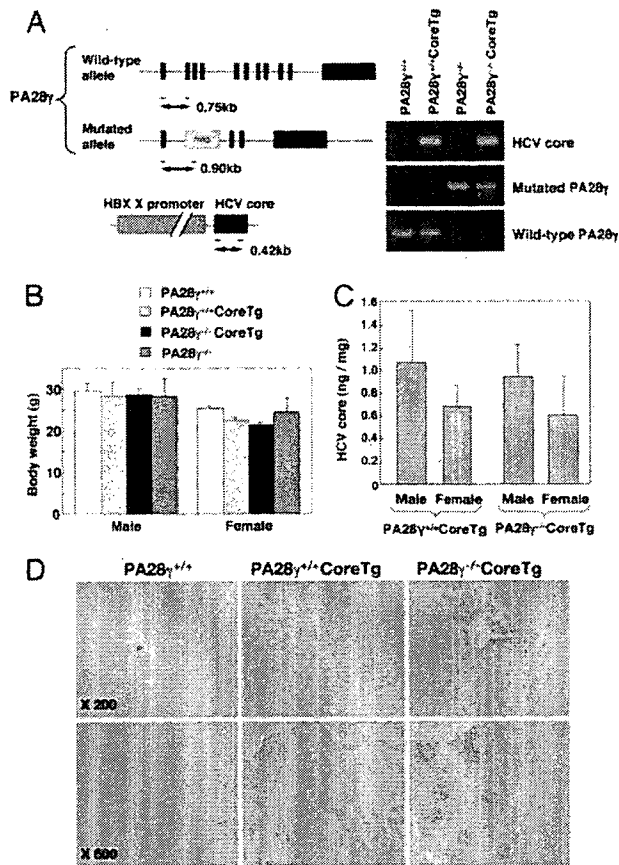 A
PA28γ
Wild-type allele
0.75kb
Mutated allele
0.90kb
HBX X promoter
HCV core
0.42kb
PA28γ+/+
PA28γ+/+CoreTg
PA28γ-/-
PA28γ-/-CoreTg
HCV core
Mutated PA28γ
Wild-type PA28γ
B
PA28γ+/+
PA28γ+/+CoreTg
PA28γ-/-CoreTg
PA28γ-/-
Body weight (g)
30
20
10
0
Male
Female
C
HCV core (ng / mg)
1.6
1.4
1.2
1.0
0.8
0.6
0.4
0.2
0
Male Female Male Female
PA28γ+/+CoreTg PA28γ-/-CoreTg
D
PA28γ+/+ PA28γ+/+CoreTg PA28γ-/-CoreTg
X 200
X 600